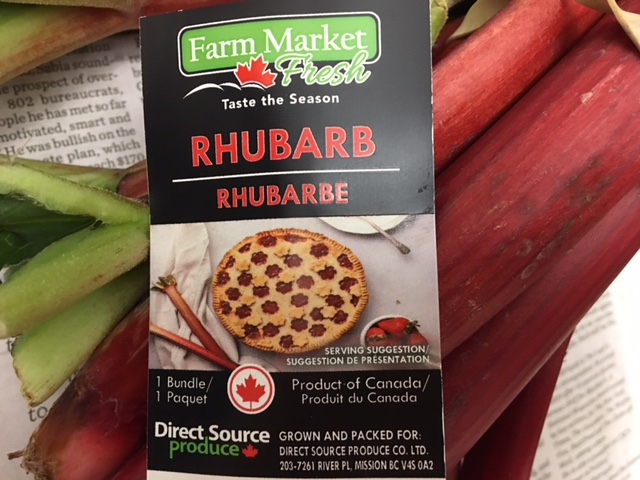 Farm Market
Fresh
Taste the Season
RHUBARB
RHUBARBE
SERVING SUGGESTION/
SUGGESTION DE PRÉSENTATION
1 Bundle/
1 Paquet
Product of Canada/
Produit du Canada
Direct Source
produce
GROWN AND PACKED FOR:
DIRECT SOURCE PRODUCE CO. LTD.
203-7261 RIVER PL, MISSION BC V4S 0A2
prospect of over-
802 bureaucrats,
he has met so far
motivated, smart and
He was bullish on the
plan, which